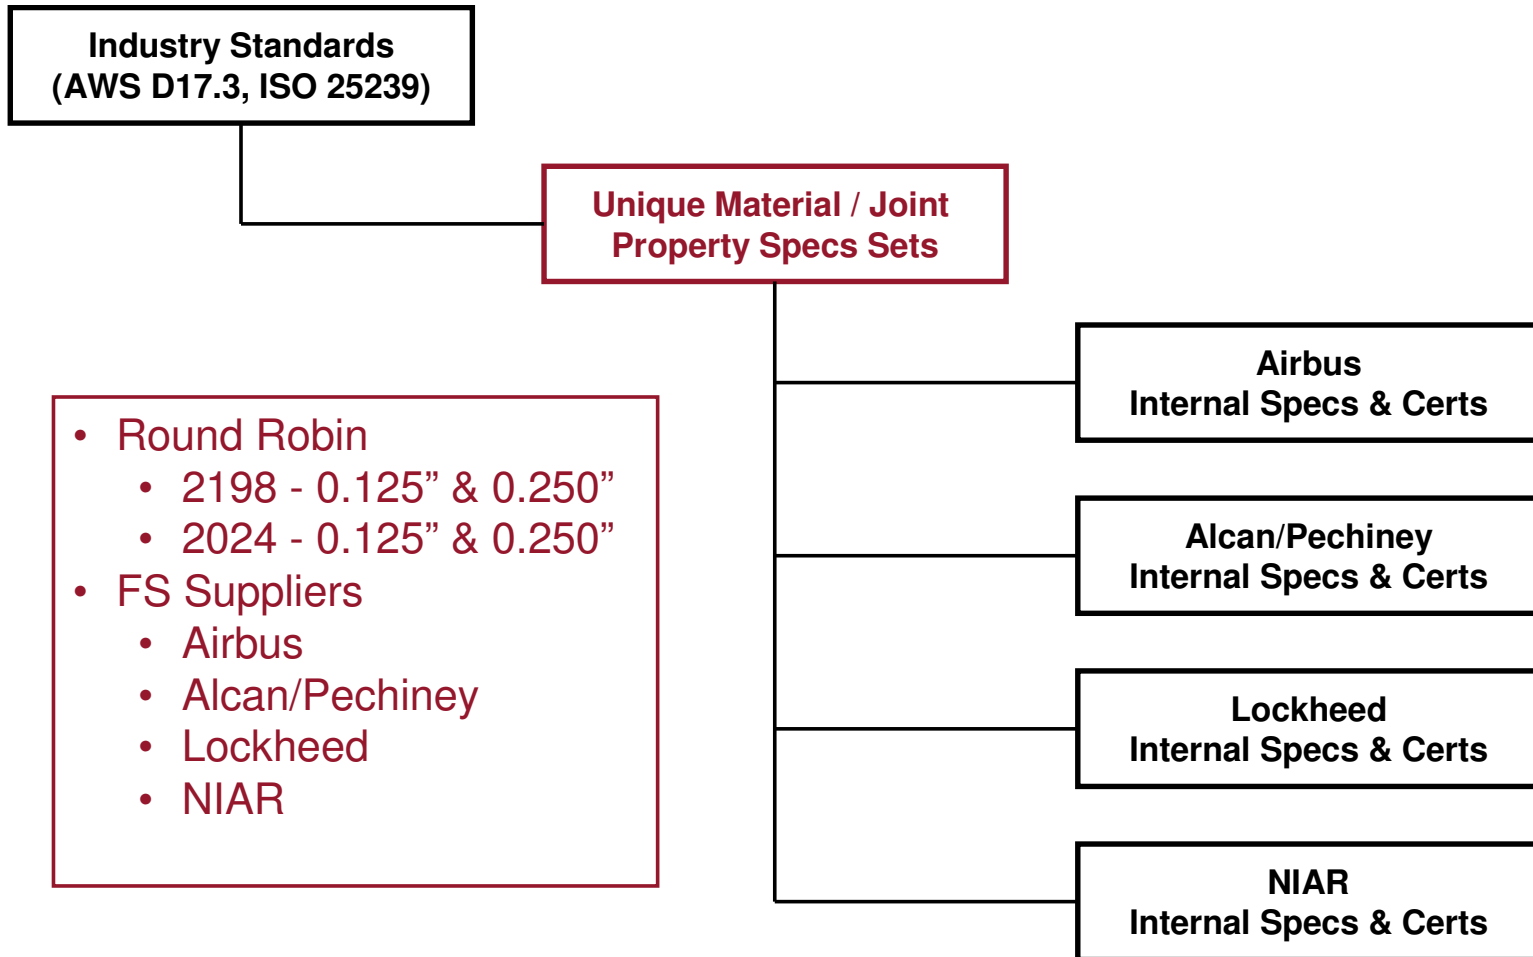 Industry Standards
(AWS D17.3, ISO 25239)
Unique Material / Joint
Property Specs Sets
Airbus
Internal Specs & Certs
Alcan/Pechiney
Internal Specs & Certs
Lockheed
Internal Specs & Certs
NIAR
Internal Specs & Certs
• Round Robin
• 2198 - 0.125” & 0.250”
• 2024 - 0.125” & 0.250”
• FS Suppliers
• Airbus
• Alcan/Pechiney
• Lockheed
• NIAR